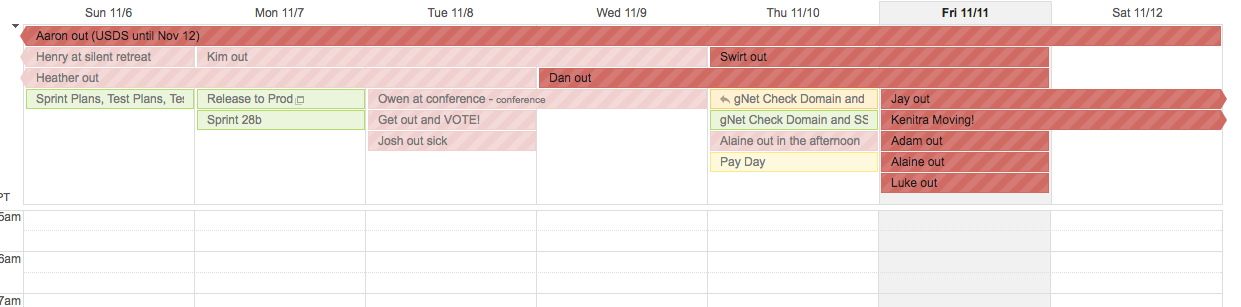 Sun 11/6 Mon 11/7 Tue 11/8 Wed 11/9 Thu 11/10 Fri 11/11 Sat 11/12
Aaron out (USDS until Nov 12)
Henry at silent retreat Kim out Swirt out
Heather out Dan out
Sprint Plans, Test Plans, Tes Release to Prod Owen at conference - conference gNet Check Domain and Jay out
Sprint 28b Get out and VOTE! gNet Check Domain and SS Kenitra Moving!
Josh out sick Alaine out in the afternoon Adam out
Pay Day Alaine out
Luke out
PT
5am
6am
7am